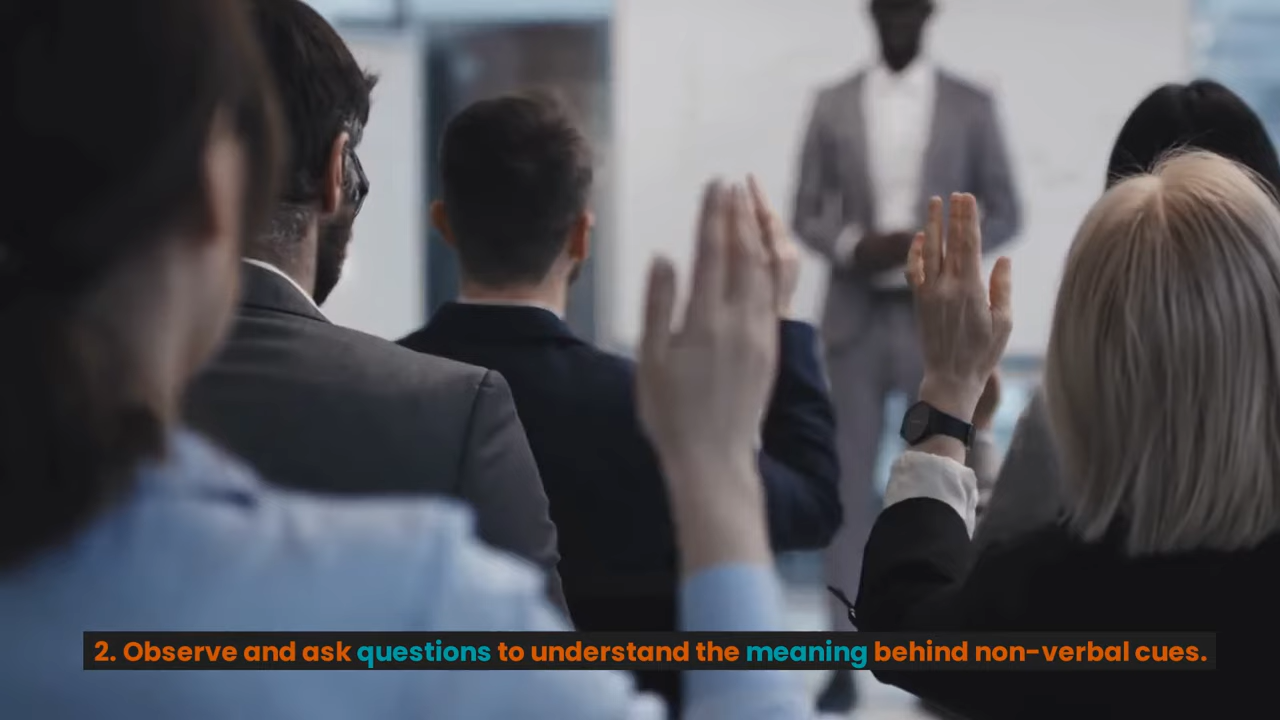 2. Observe and ask questions to understand the meaning behind non-verbal cues.